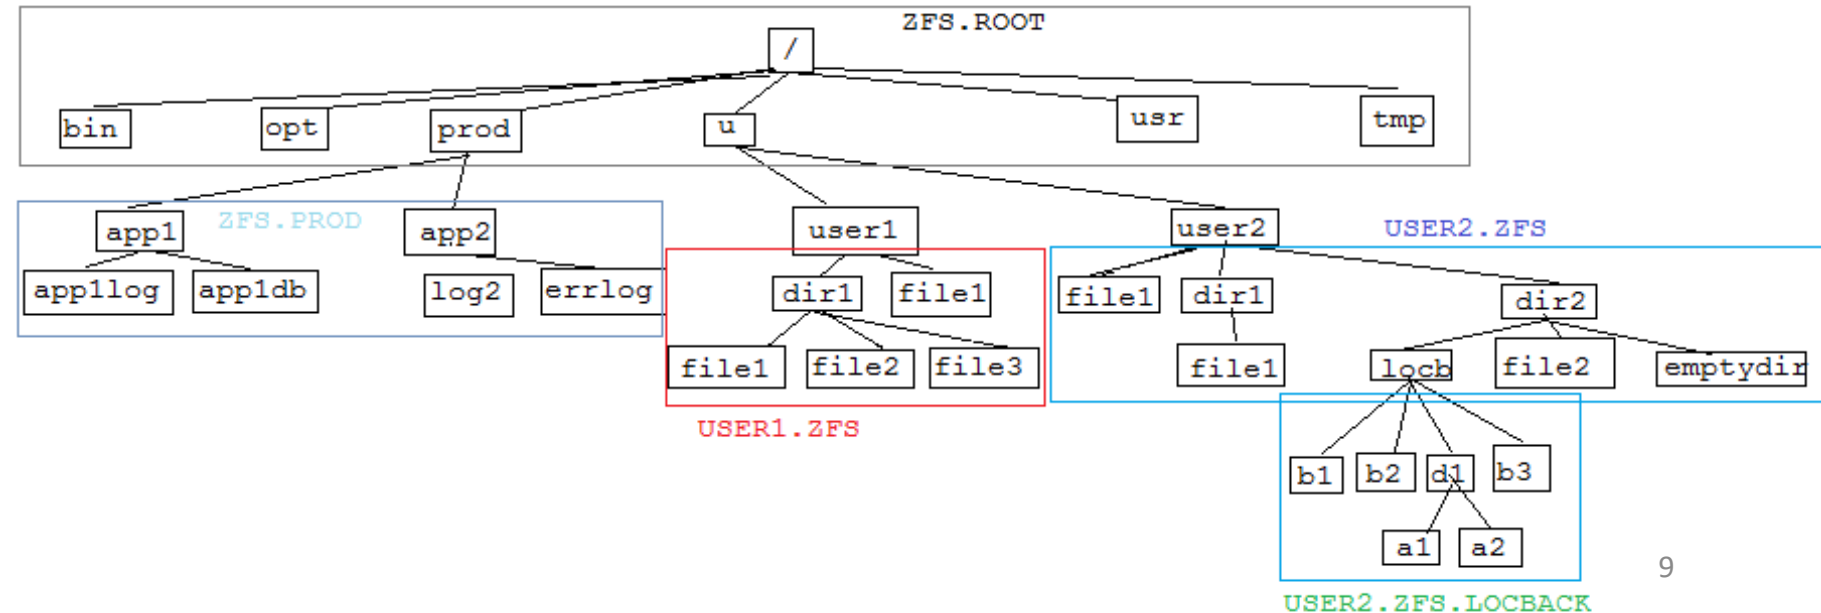 ZFS.ROOT
/
bin opt prod u usr tmp
app1 ZFS.PROD app2 user1 user2 USER2.ZFS
app1log app1db log2 errlog dir1 file1 file1 dir1 dir2
file1 file2 file3 file1 locb file2 emptydir
USER1.ZFS
b1 b2 d1 b3
a1 a2
9
USER2.ZFS.LOCBACK